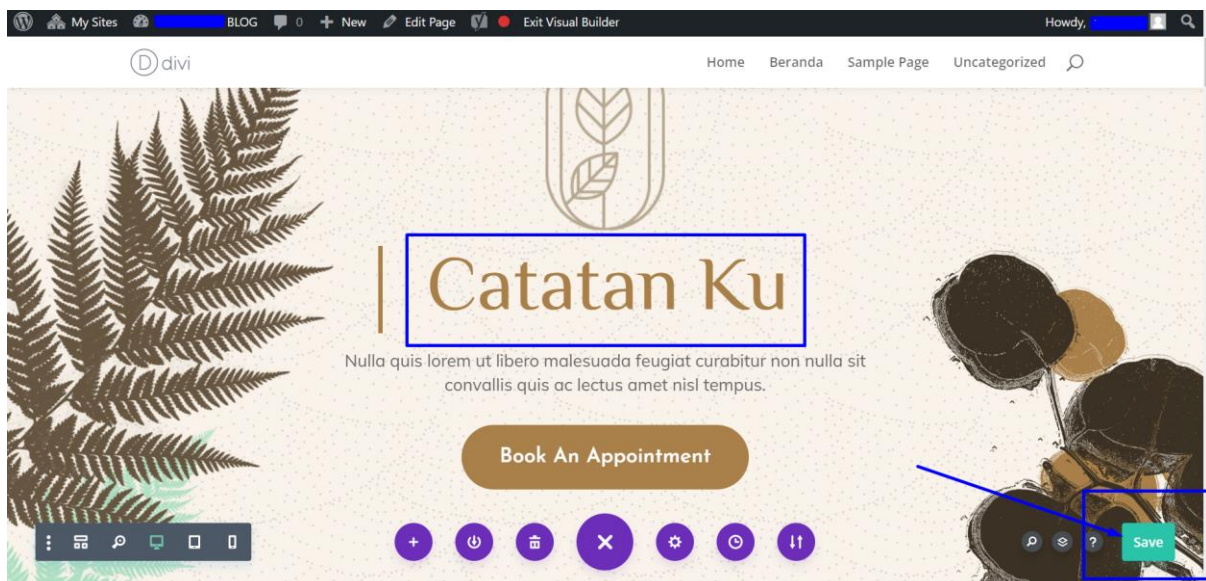 My Sites BLOG 0 + New Edit Page Exit Visual Builder Howdy,
D divi Home Beranda Sample Page Uncategorized
Catatan Ku
Nulla quis lorem ut libero malesuada feugiat curabitur non nulla sit
convallis quis ac lectus amet nisl tempus.
Book An Appointment
? Save